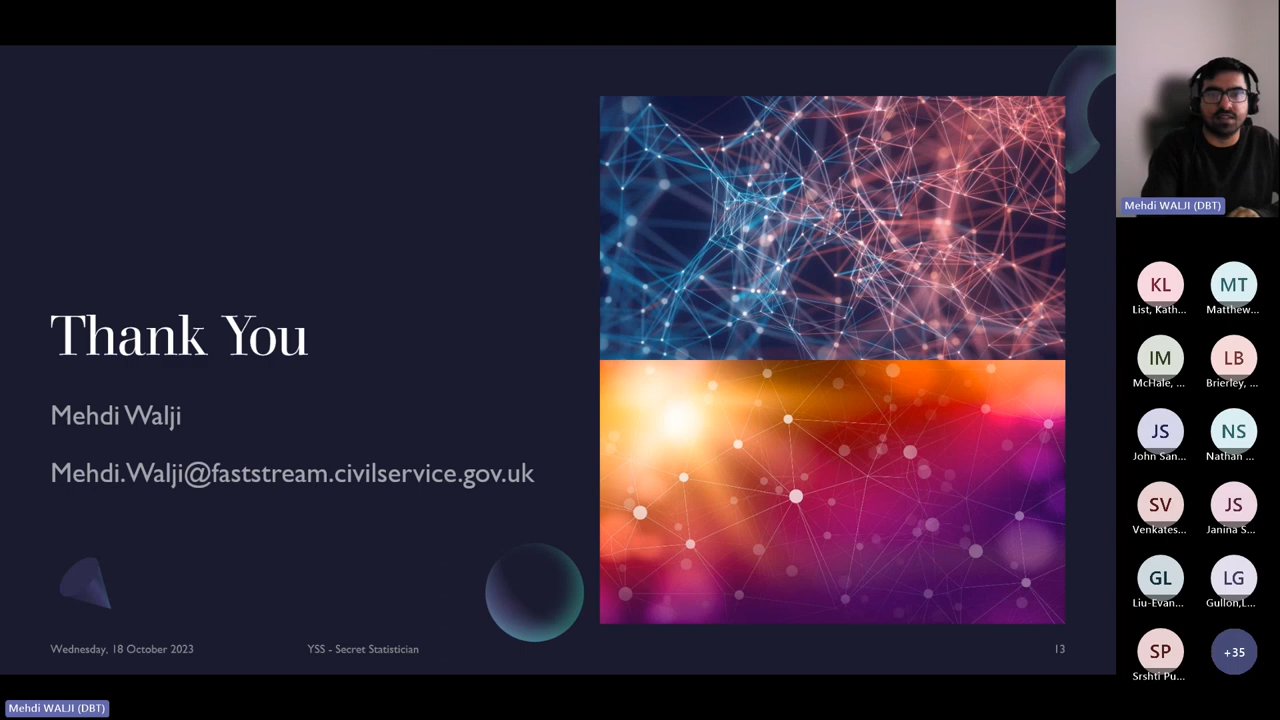 Thank You
Mehdi Walji
Mehdi.Walji@faststream.civilservice.gov.uk
Wednesday, 18 October 2023
YSS - Secret Statistician
13
Mehdi WALJI (DBT)
KL
MT
List, Kath...
Matthew...
IM
LB
McHale, ...
Brierley, ...
JS
NS
John San...
Nathan ...
SV
JS
Venkates...
Janina S...
GL
LG
Liu-Evan...
Gullon,L...
SP
+35
Srshti Pu...
Mehdi WALJI (DBT)